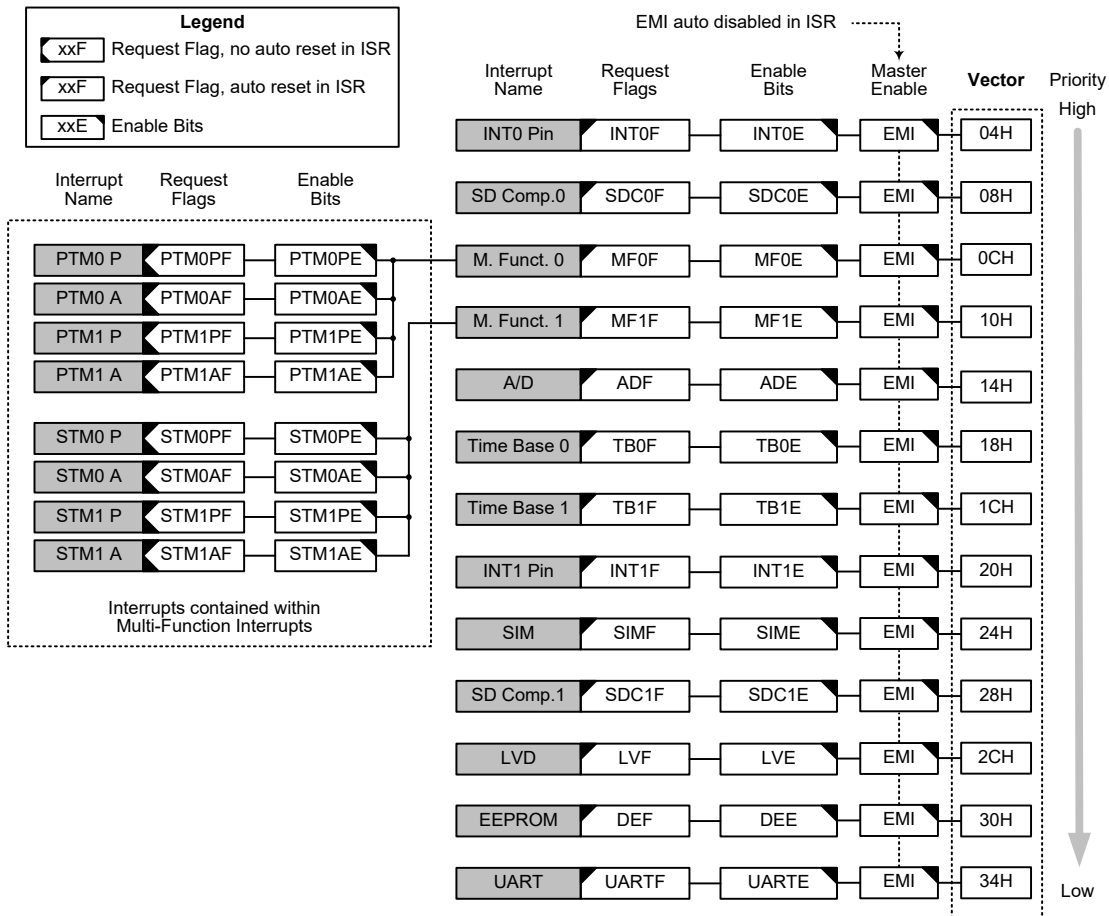 Legend
xxF Request Flag, no auto reset in ISR
xxF Request Flag, auto reset in ISR
xxE Enable Bits
EMI auto disabled in ISR
Interrupt Name Request Flags Enable Bits Master Enable Vector Priority
High
INT0 Pin INT0F INT0E EMI 04H
SD Comp.0 SDC0F SDC0E EMI 08H
M. Funct. 0 MF0F MF0E EMI 0CH
M. Funct. 1 MF1F MF1E EMI 10H
A/D ADF ADE EMI 14H
Time Base 0 TB0F TB0E EMI 18H
Time Base 1 TB1F TB1E EMI 1CH
INT1 Pin INT1F INT1E EMI 20H
SIM SIMF SIME EMI 24H
SD Comp.1 SDC1F SDC1E EMI 28H
LVD LVF LVE EMI 2CH
EEPROM DEF DEE EMI 30H
UART UARTF UARTE EMI 34H
Low
Interrupt Name Request Flags Enable Bits
PTM0 P PTM0PF PTM0PE
PTM0 A PTM0AF PTM0AE
PTM1 P PTM1PF PTM1PE
PTM1 A PTM1AF PTM1AE
STM0 P STM0PF STM0PE
STM0 A STM0AF STM0AE
STM1 P STM1PF STM1PE
STM1 A STM1AF STM1AE
Interrupts contained within
Multi-Function Interrupts